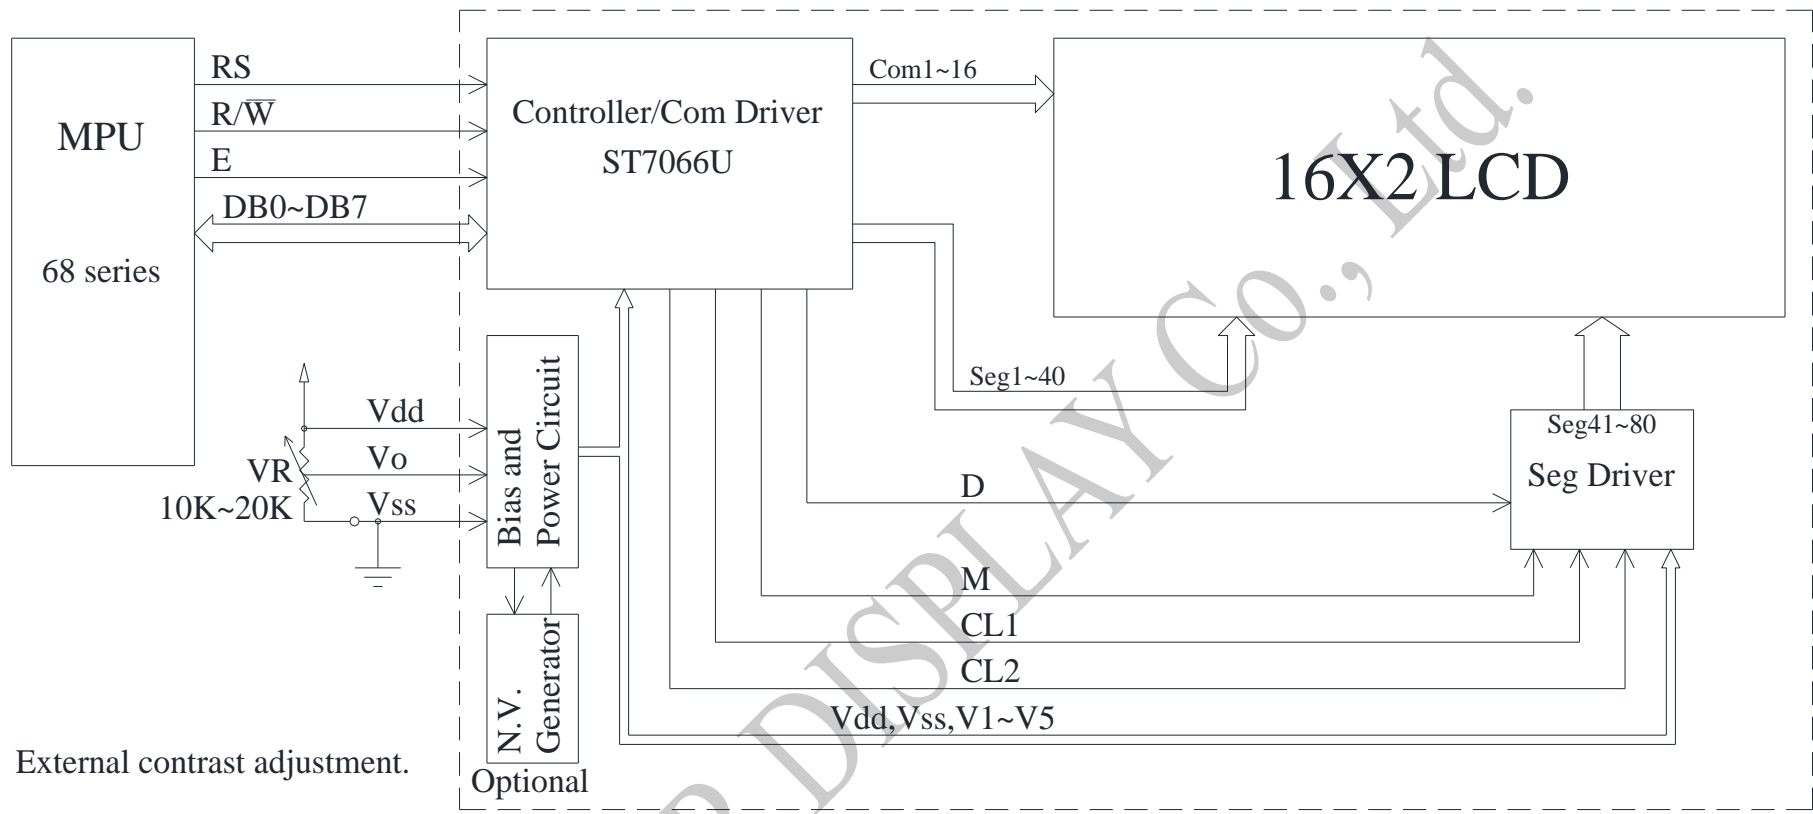 RS
R/W̅
E
DB0~DB7
MPU
68 series
Controller/Com Driver
ST7066U
Com1~16
16X2 LCD
Seg1~40
Seg41~80
Seg Driver
Vdd
Vo
Vss
VR
10K~20K
Bias and
Power Circuit
N.V.
Generator
Optional
D
M
CL1
CL2
Vdd,Vss,V1~V5
External contrast adjustment.
DISPLAY Co., Ltd.